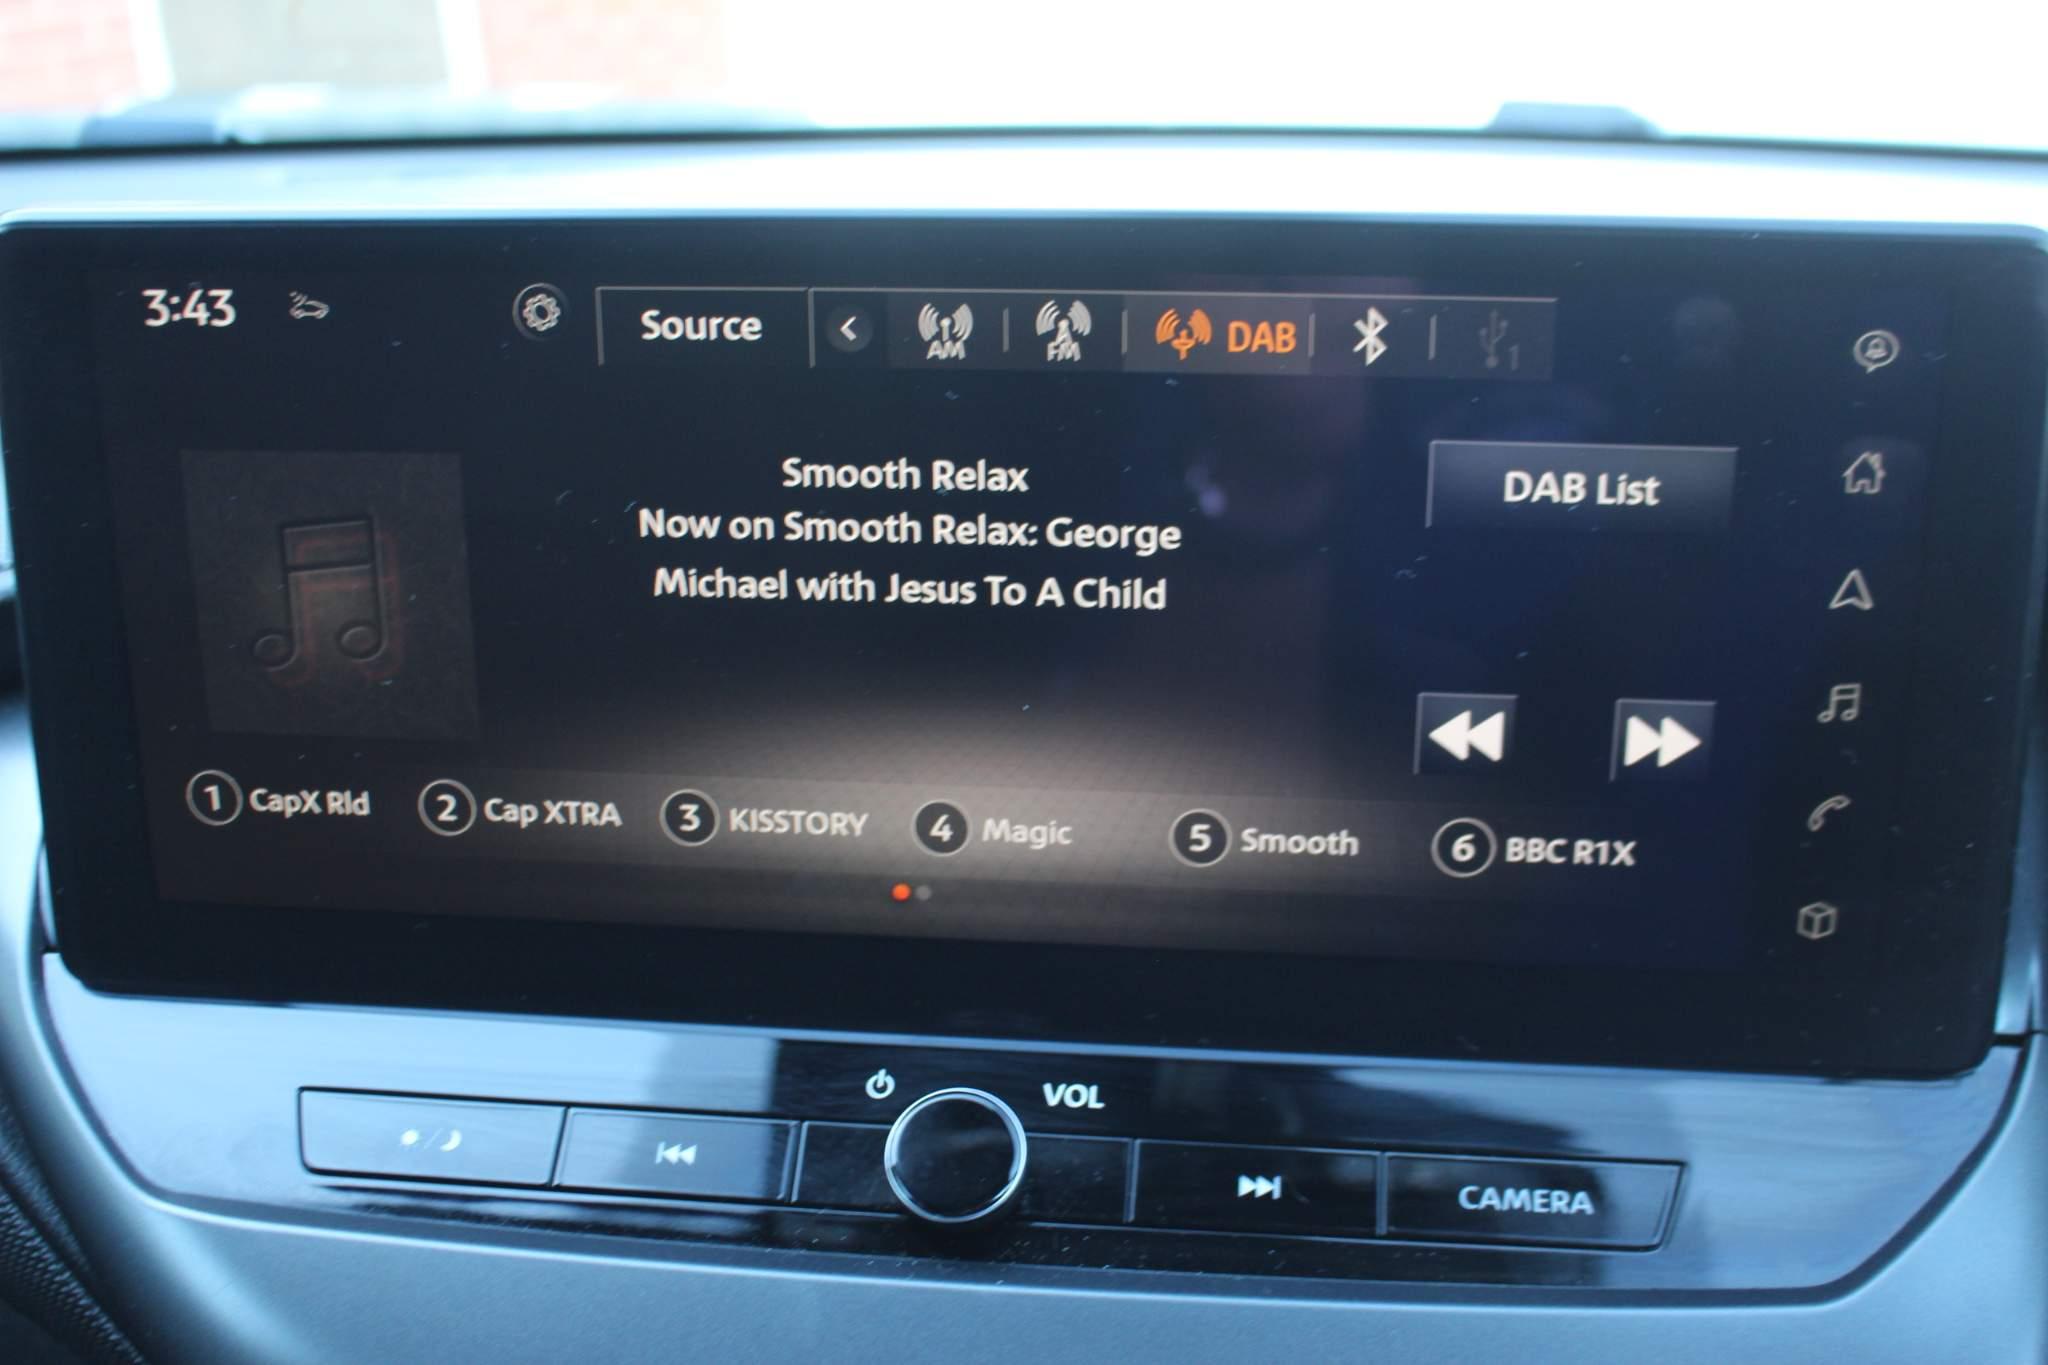 3:43
Source
AM
FM
DAB
1
Smooth Relax
Now on Smooth Relax: George
Michael with Jesus To A Child
DAB List
1 CapX Rld
2 Cap XTRA
3 KISSTORY
4 Magic
5 Smooth
6 BBC R1X
VOL
CAMERA